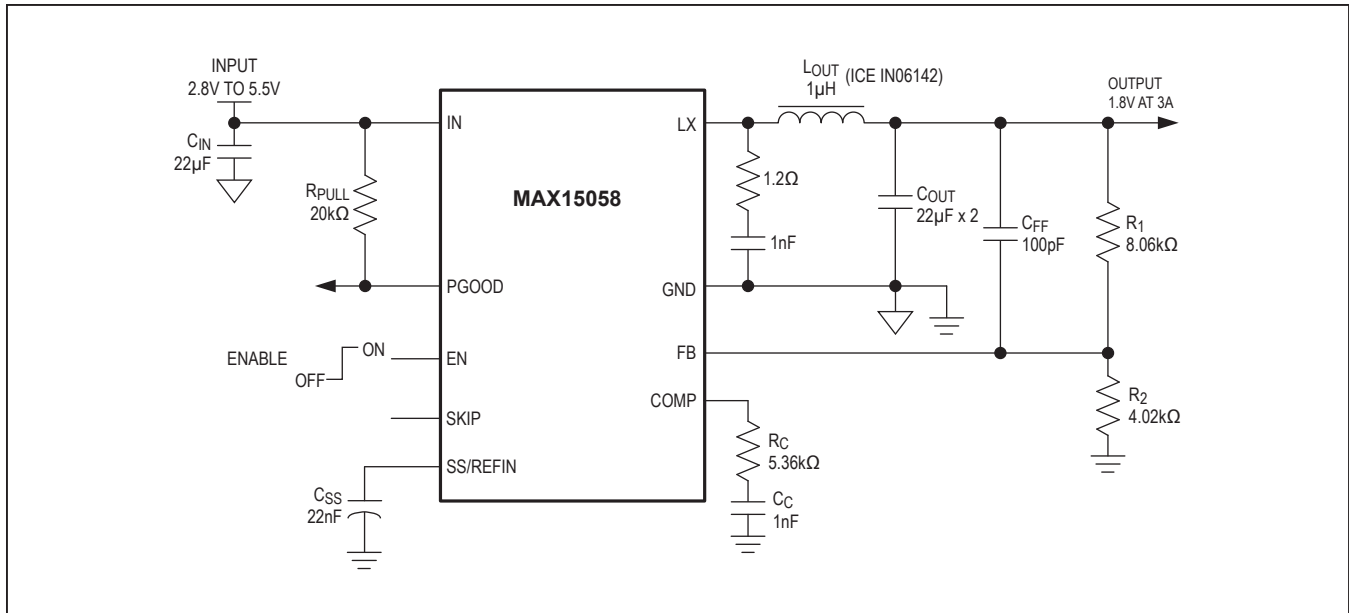 INPUT
2.8V TO 5.5V
CIN
22µF
RPULL
20kΩ
IN
PGOOD
ENABLE
OFF
ON
EN
SKIP
SS/REFIN
CSS
22nF
MAX15058
LX
GND
FB
COMP
LOUT (ICE IN06142)
1µH
1.2Ω
1nF
COUT
22µF x 2
CFF
100pF
OUTPUT
1.8V AT 3A
R1
8.06kΩ
R2
4.02kΩ
RC
5.36kΩ
CC
1nF